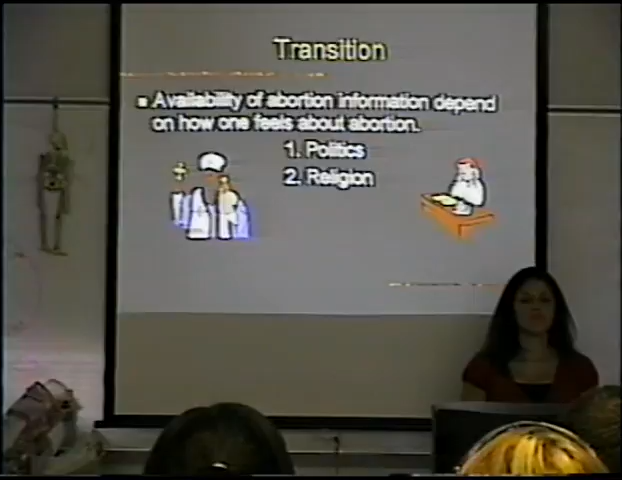 Transition
Availability of abortion information depend
on how one feels about abortion.
1. Politics
2. Religion